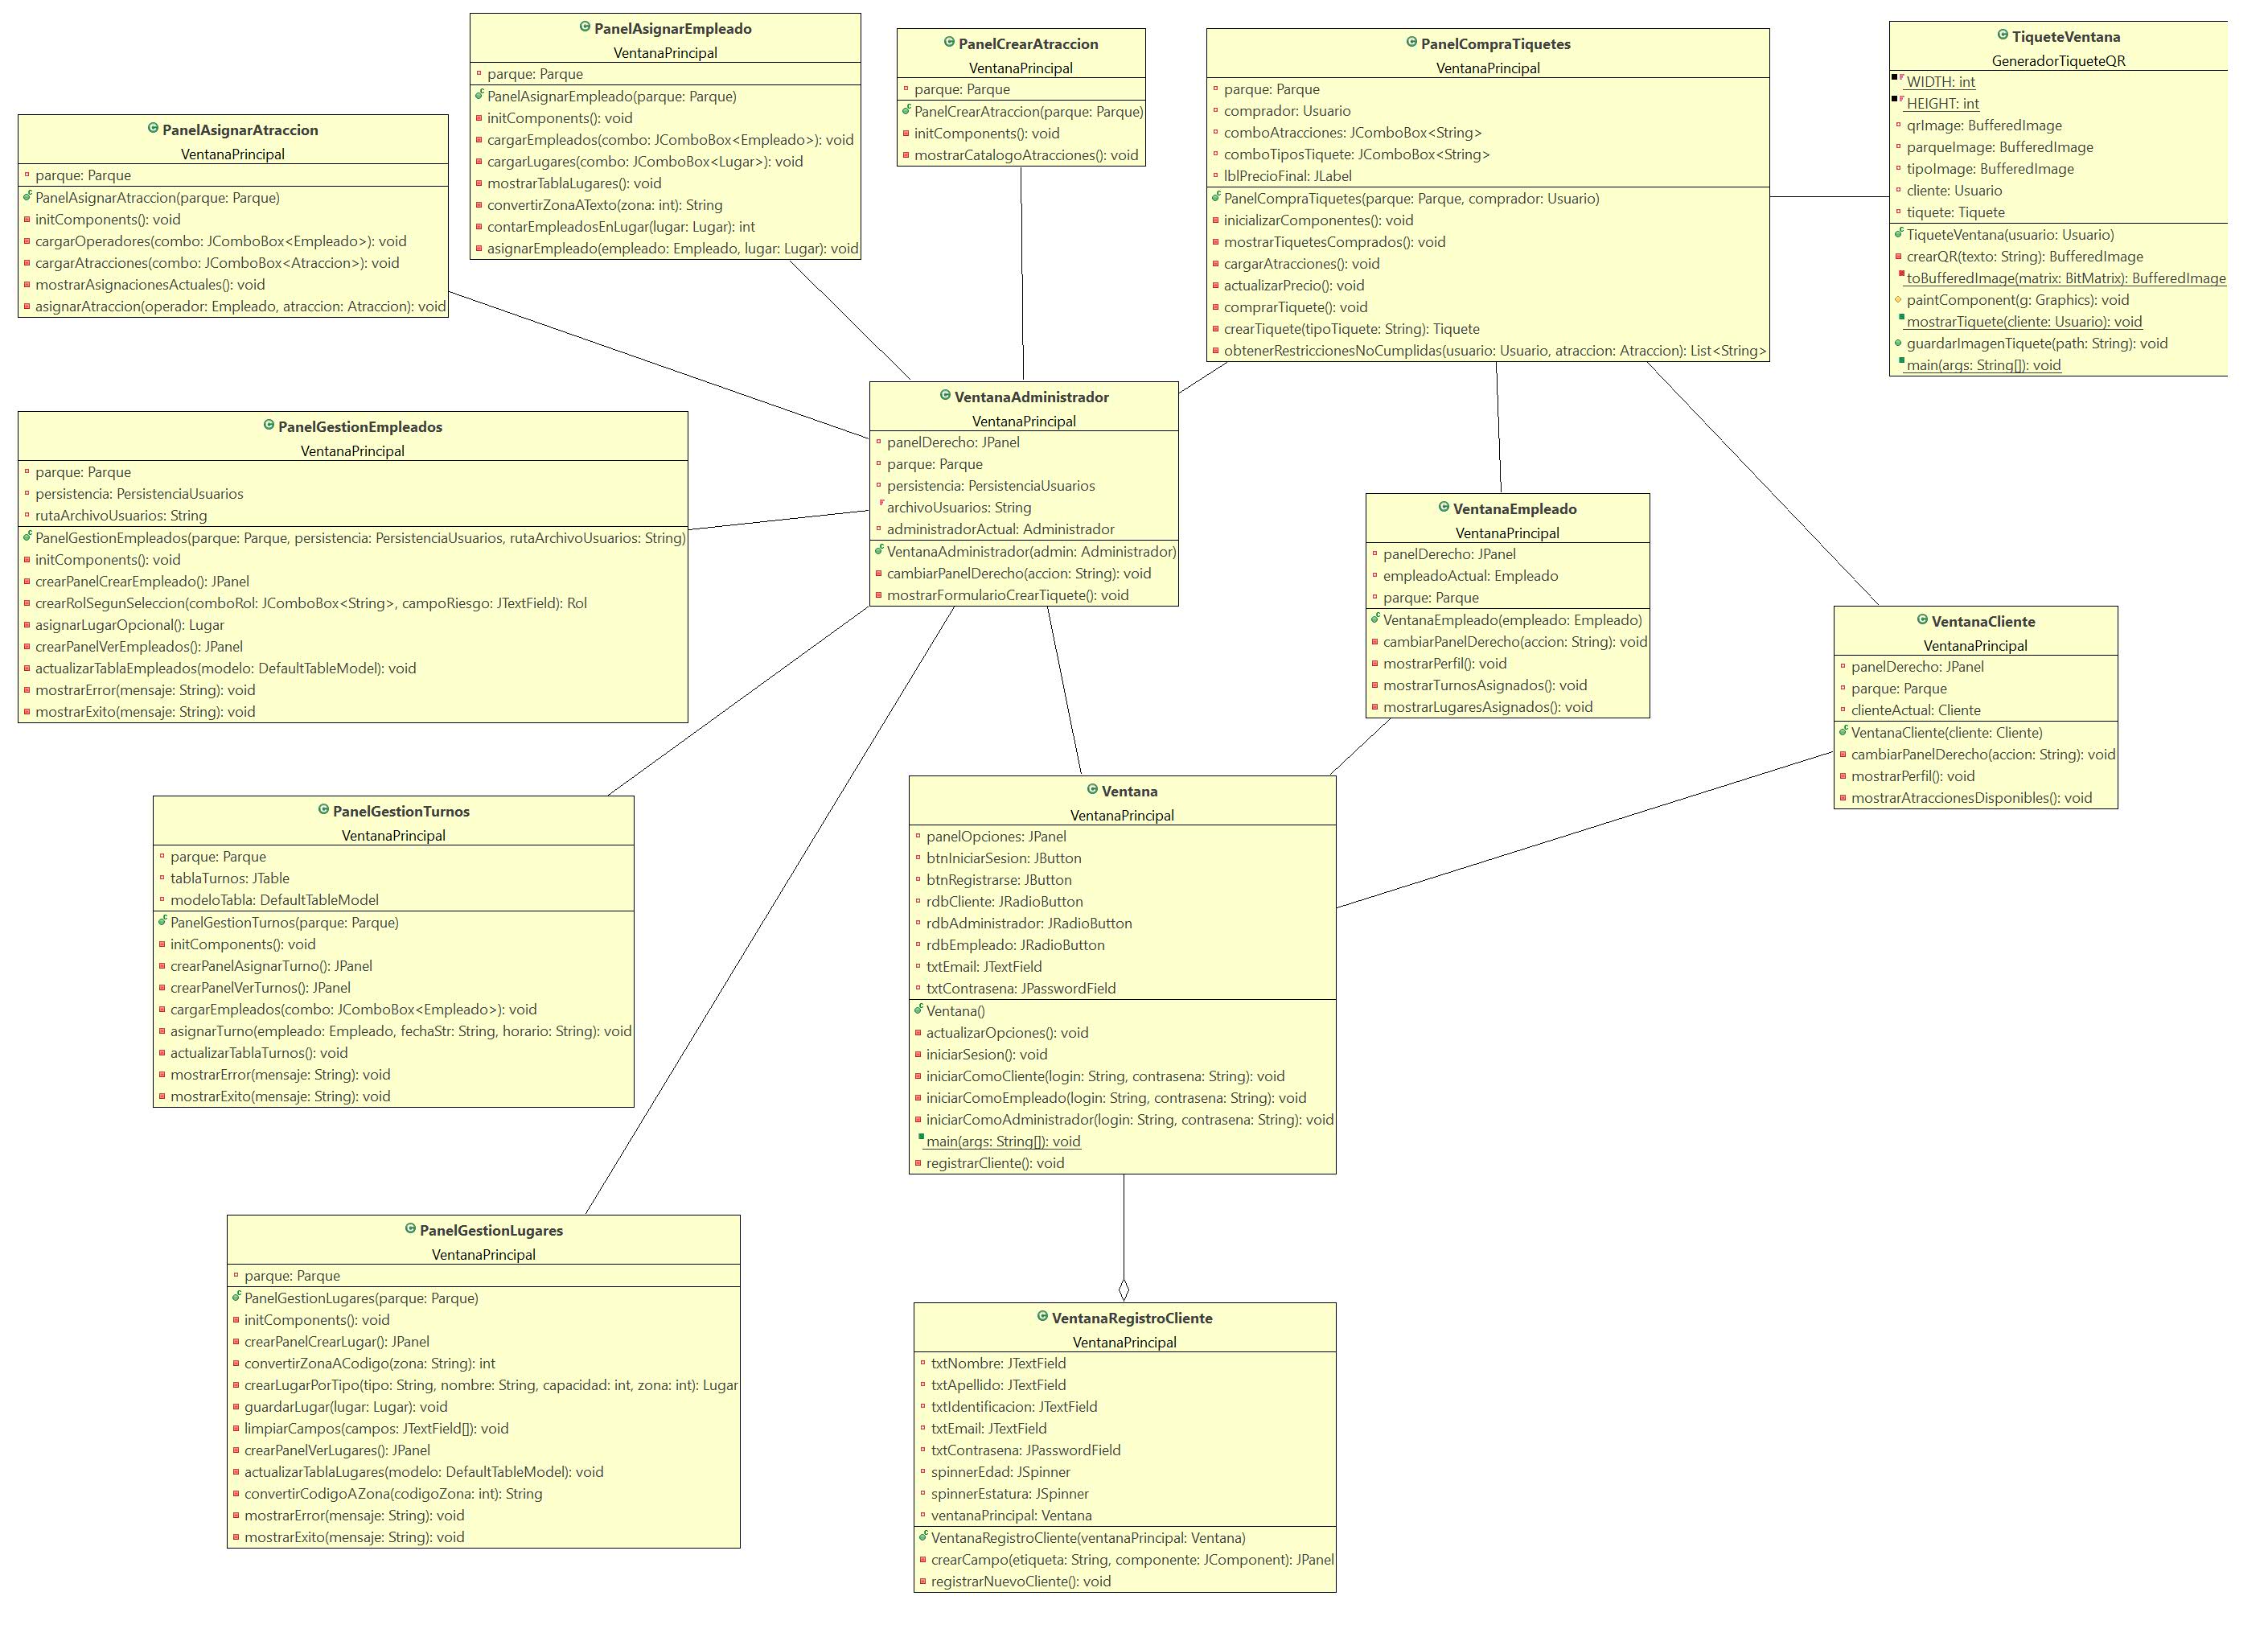 PanelAsignarAtraccion
VentanaPrincipal
parque: Parque
PanelAsignarAtraccion(parque: Parque)
initComponents(): void
cargarOperadores(combo: JComboBox<Empleado>): void
cargarAtracciones(combo: JComboBox<Atraccion>): void
mostrarAsignacionesActuales(): void
asignarAtraccion(operador: Empleado, atraccion: Atraccion): void
PanelAsignarEmpleado
VentanaPrincipal
parque: Parque
PanelAsignarEmpleado(parque: Parque)
initComponents(): void
cargarEmpleados(combo: JComboBox<Empleado>): void
cargarLugares(combo: JComboBox<Lugar>): void
mostrarTablaLugares(): void
convertirZonaATexto(zona: int): String
contarEmpleadosEnLugar(lugar: Lugar): int
asignarEmpleado(empleado: Empleado, lugar: Lugar): void
PanelCrearAtraccion
VentanaPrincipal
parque: Parque
PanelCrearAtraccion(parque: Parque)
initComponents(): void
mostrarCatalogoAtracciones(): void
PanelCompraTiquetes
VentanaPrincipal
parque: Parque
comprador: Usuario
comboAtracciones: JComboBox<String>
comboTiposTiquete: JComboBox<String>
lblPrecioFinal: JLabel
PanelCompraTiquetes(parque: Parque, comprador: Usuario)
inicializarComponentes(): void
mostrarTiquetesComprados(): void
cargarAtracciones(): void
actualizarPrecio(): void
comprarTiquete(): void
crearTiquete(tipoTiquete: String): Tiquete
obtenerRestriccionesNoCumplidas(usuario: Usuario, atraccion: Atraccion): List<String>
TiqueteVentana
GeneradorTiqueteQR
WIDTH: int
HEIGHT: int
qrImage: BufferedImage
parqueImage: BufferedImage
tipoImage: BufferedImage
cliente: Usuario
tiquete: Tiquete
TiqueteVentana(usuario: Usuario)
crearQR(texto: String): BufferedImage
toBufferedImage(matrix: BitMatrix): BufferedImage
paintComponent(g: Graphics): void
mostrarTiquete(cliente: Usuario): void
guardarImagenTiquete(path: String): void
main(args: String[]): void
PanelGestionEmpleados
VentanaPrincipal
parque: Parque
persistencia: PersistenciaUsuarios
rutaArchivoUsuarios: String
PanelGestionEmpleados(parque: Parque, persistencia: PersistenciaUsuarios, rutaArchivoUsuarios: String)
initComponents(): void
crearPanelCrearEmpleado(): JPanel
crearRolSegunSeleccion(comboRol: JComboBox<String>, campoRiesgo: JTextField): Rol
asignarLugarOpcional(): Lugar
crearPanelVerEmpleados(): JPanel
actualizarTablaEmpleados(modelo: DefaultTableModel): void
mostrarError(mensaje: String): void
mostrarExito(mensaje: String): void
VentanaAdministrador
VentanaPrincipal
panelDerecho: JPanel
parque: Parque
persistencia: PersistenciaUsuarios
archivoUsuarios: String
administradorActual: Administrador
VentanaAdministrador(admin: Administrador)
cambiarPanelDerecho(accion: String): void
mostrarFormularioCrearTiquete(): void
VentanaEmpleado
VentanaPrincipal
panelDerecho: JPanel
empleadoActual: Empleado
parque: Parque
VentanaEmpleado(empleado: Empleado)
cambiarPanelDerecho(accion: String): void
mostrarPerfil(): void
mostrarTurnosAsignados(): void
mostrarLugaresAsignados(): void
VentanaCliente
VentanaPrincipal
panelDerecho: JPanel
parque: Parque
clienteActual: Cliente
VentanaCliente(cliente: Cliente)
cambiarPanelDerecho(accion: String): void
mostrarPerfil(): void
mostrarAtraccionesDisponibles(): void
PanelGestionTurnos
VentanaPrincipal
parque: Parque
tablaTurnos: JTable
modeloTabla: DefaultTableModel
PanelGestionTurnos(parque: Parque)
initComponents(): void
crearPanelAsignarTurno(): JPanel
crearPanelVerTurnos(): JPanel
cargarEmpleados(combo: JComboBox<Empleado>): void
asignarTurno(empleado: Empleado, fechaStr: String, horario: String): void
actualizarTablaTurnos(): void
mostrarError(mensaje: String): void
mostrarExito(mensaje: String): void
Ventana
VentanaPrincipal
panelOpciones: JPanel
btnIniciarSesion: JButton
btnRegistrarse: JButton
rdbCliente: JRadioButton
rdbAdministrador: JRadioButton
rdbEmpleado: JRadioButton
txtEmail: JTextField
txtContrasena: JPasswordField
Ventana()
actualizarOpciones(): void
iniciarSesion(): void
iniciarComoCliente(login: String, contrasena: String): void
iniciarComoEmpleado(login: String, contrasena: String): void
iniciarComoAdministrador(login: String, contrasena: String): void
main(args: String[]): void
registrarCliente(): void
PanelGestionLugares
VentanaPrincipal
parque: Parque
PanelGestionLugares(parque: Parque)
initComponents(): void
crearPanelCrearLugar(): JPanel
convertirZonaACodigo(zona: String): int
crearLugarPorTipo(tipo: String, nombre: String, capacidad: int, zona: int): Lugar
guardarLugar(lugar: Lugar): void
limpiarCampos(campos: JTextField[]): void
crearPanelVerLugares(): JPanel
actualizarTablaLugares(modelo: DefaultTableModel): void
convertirCodigoAZona(codigoZona: int): String
mostrarError(mensaje: String): void
mostrarExito(mensaje: String): void
VentanaRegistroCliente
VentanaPrincipal
txtNombre: JTextField
txtApellido: JTextField
txtIdentificacion: JTextField
txtEmail: JTextField
txtContrasena: JPasswordField
spinnerEdad: JSpinner
spinnerEstatura: JSpinner
ventanaPrincipal: Ventana
VentanaRegistroCliente(ventanaPrincipal: Ventana)
crearCampo(etiqueta: String, componente: JComponent): JPanel
registrarNuevoCliente(): void